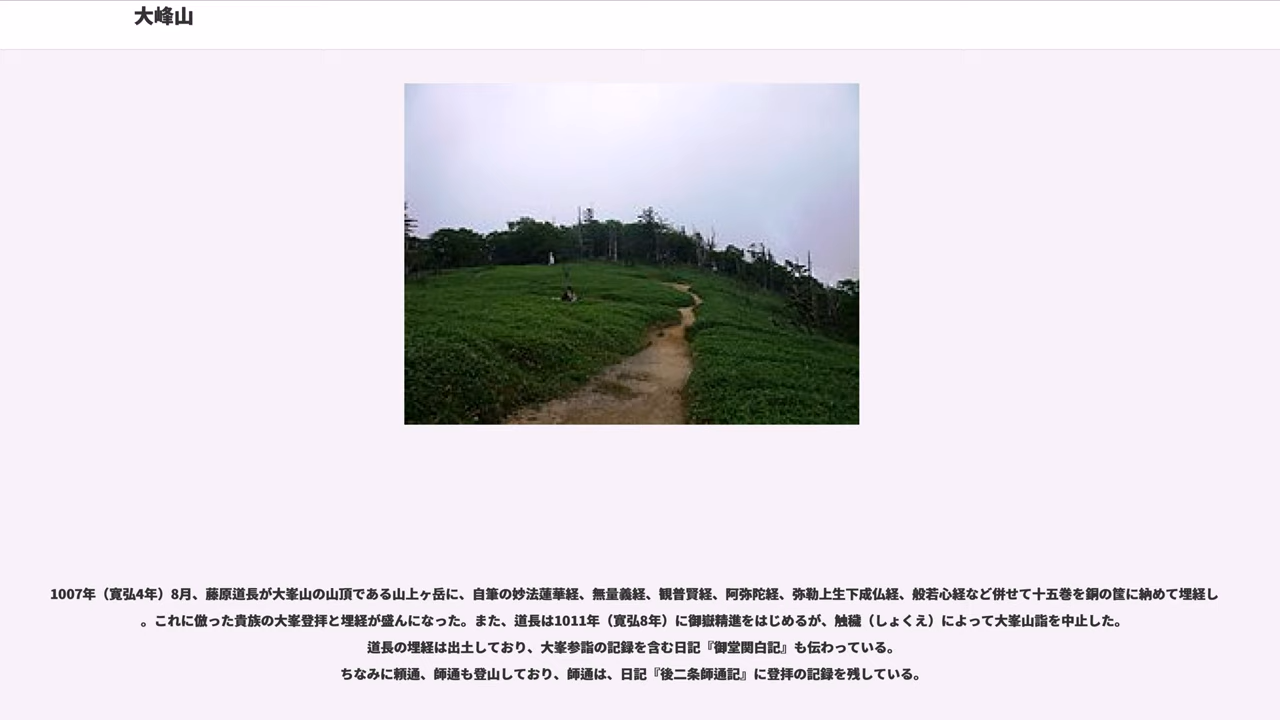 大峰山
1007年（寛弘4年）8月、藤原道長が大峯山の山頂である山上ヶ岳に、自筆の妙法蓮華経、無量義経、観普賢経、阿弥陀経、弥勒上生下成仏経、般若心経など併せて十五巻を銅の筐に納めて埋経し
。これに倣った貴族の大峯登拝と埋経が盛んになった。また、道長は1011年（寛弘8年）に御嶽精進をはじめるが、触穢（しょくえ）によって大峯山詣を中止した。
道長の埋経は出土しており、大峯参詣の記録を含む日記『御堂関白記』も伝わっている。
ちなみに頼通、師通も登山しており、師通は、日記『後二条師通記』に登拝の記録を残している。